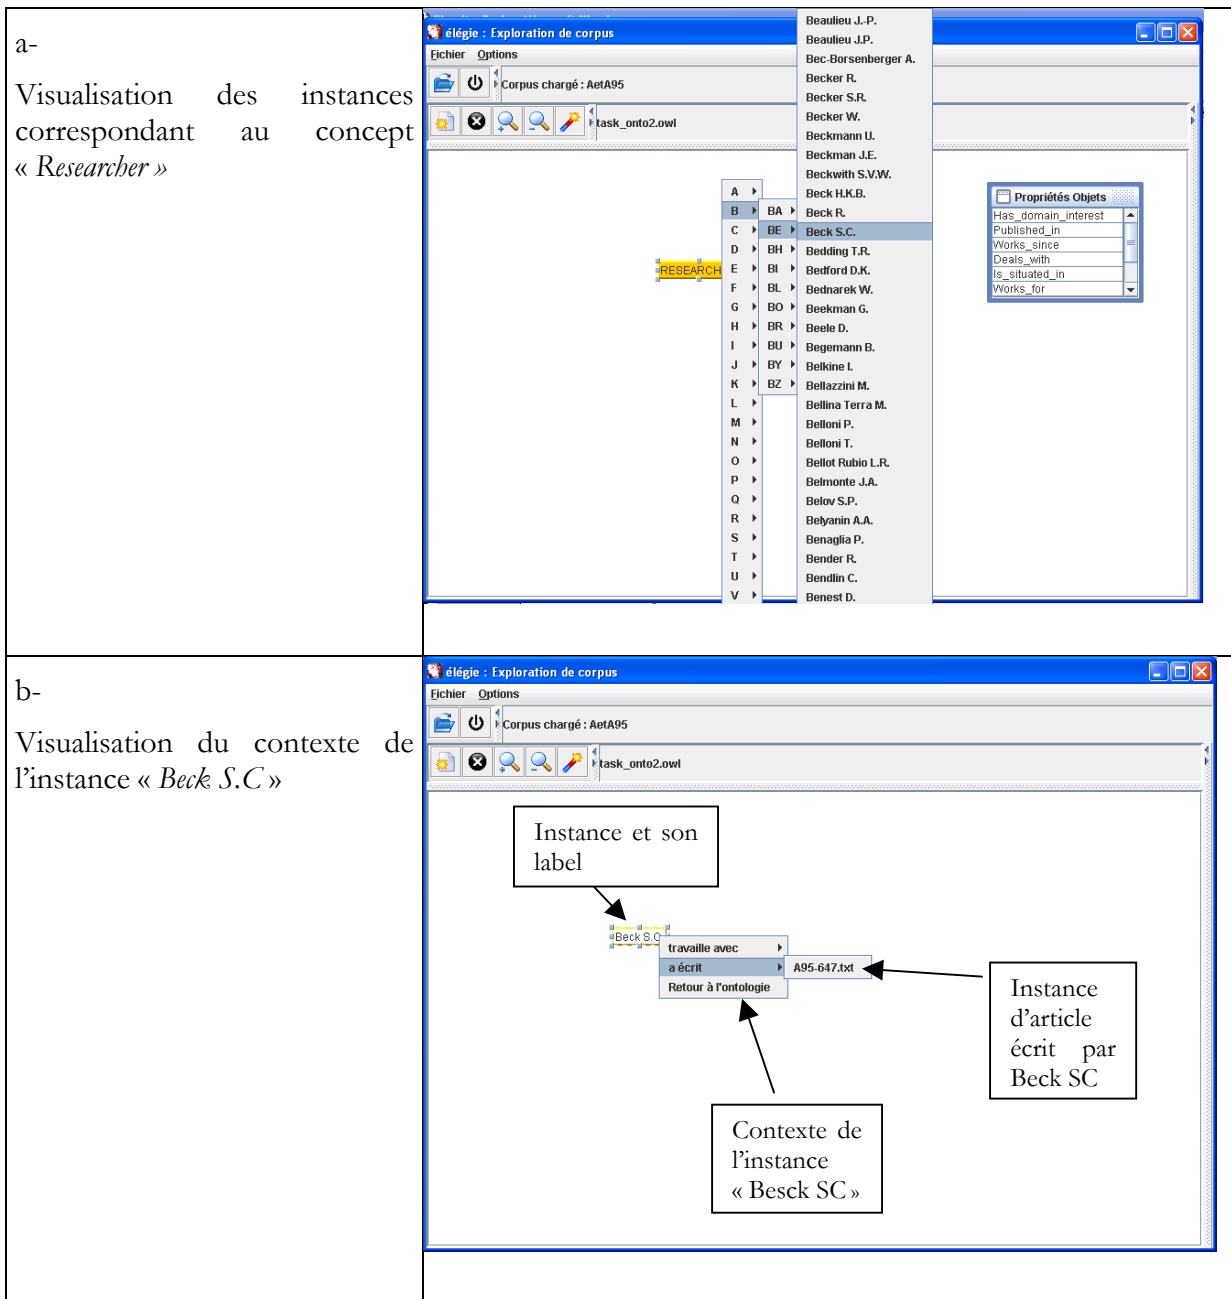 a-
Visualisation des instances
correspondant au concept
« Researcher »
élégie : Exploration de corpus
Fichier Options
Corpus chargé : AetA95
task_onto2.owl
RESEARCH
A
B
C
D
E
F
G
H
I
J
K
L
M
N
O
P
Q
R
S
T
U
V
BA
BE
BH
BI
BL
BO
BR
BU
BY
BZ
Beaulieu J.-P.
Beaulieu J.P.
Bec-Borsenberger A.
Becker R.
Becker S.R.
Becker W.
Beckmann U.
Beckman J.E.
Beckwith S.V.W.
Beck H.K.B.
Beck R.
Beck S.C.
Bedding T.R.
Bedford D.K.
Bednarek W.
Beekman G.
Beele D.
Begemann B.
Belkine I.
Bellazzini M.
Bellina Terra M.
Belloni P.
Belloni T.
Bellot Rubio L.R.
Belmonte J.A.
Belov S.P.
Belyanin A.A.
Benaglia P.
Bender R.
Bendlin C.
Benest D.
Propriétés Objets
Has_domain_interest
Published_in
Works_since
Deals_with
Is_situated_in
Works_for
b-
Visualisation du contexte de
l’instance « Beck S.C »
élégie : Exploration de corpus
Fichier Options
Corpus chargé : AetA95
task_onto2.owl
Instance et son
label
Beck S.C
travaille avec
a écrit
Retour à l'ontologie
A95-647.txt
Instance
d’article
écrit par
Beck SC
Contexte de
l’instance
« Besck SC »